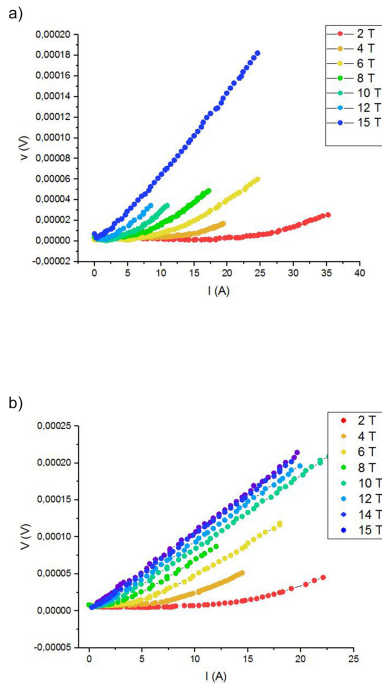 a)
0,00020
2 T
0,00018
4 T
0,00016
6 T
0,00014
8 T
0,00012
10 T
0,00010
12 T
0,00008
15 T
0,00006
0,00004
0,00002
0,00000
-0,00002
v (V)
0 5 10 15 20 25 30 35 40
I (A)
b)
0,00025
2 T
0,00020
4 T
6 T
0,00015
8 T
0,00010
10 T
12 T
0,00005
14 T
0,00000
15 T
-0,00005
V (V)
0 5 10 15 20 25
I (A)